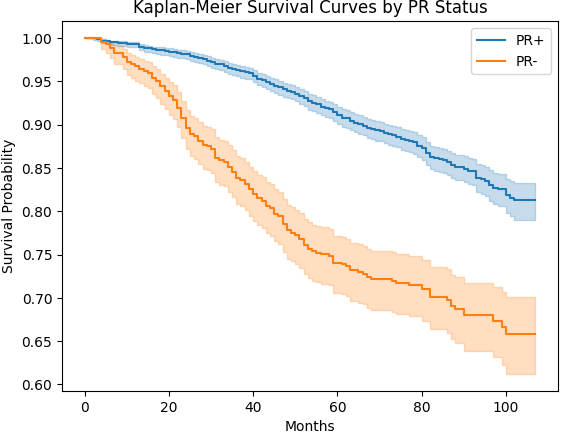 Kaplan-Meier Survival Curves by PR Status
1.00
0.95
0.90
0.85
0.80
0.75
0.70
0.65
0.60
Survival Probability
PR+
PR-
0 20 40 60 80 100
Months